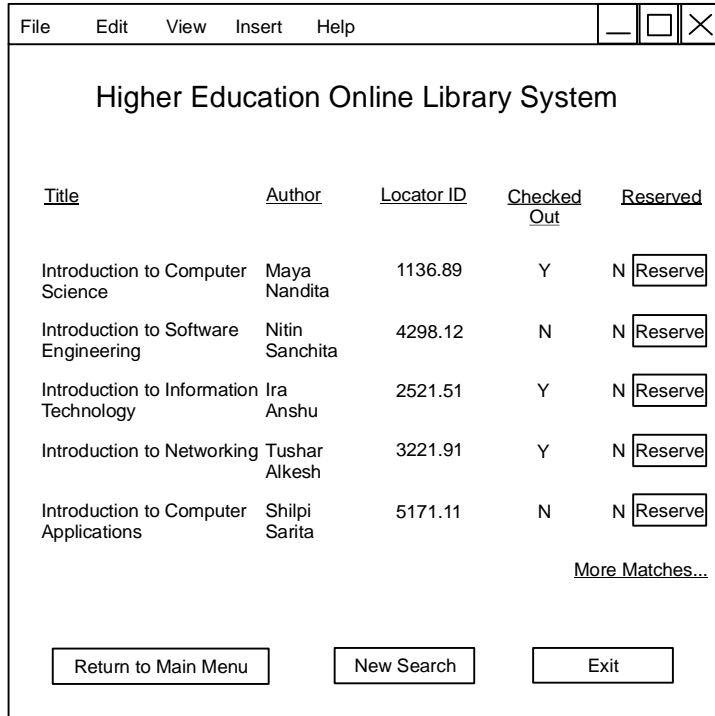 File Edit View Insert Help
Higher Education Online Library System
Title Author Locator ID Checked Out Reserved
Introduction to Computer Science Maya Nandita 1136.89 Y N Reserve
Introduction to Software Engineering Nitin Sanchita 4298.12 N N Reserve
Introduction to Information Technology Ira Anshu 2521.51 Y N Reserve
Introduction to Networking Tushar Alkesh 3221.91 Y N Reserve
Introduction to Computer Applications Shilpi Sarita 5171.11 N N Reserve
More Matches...
Return to Main Menu New Search Exit